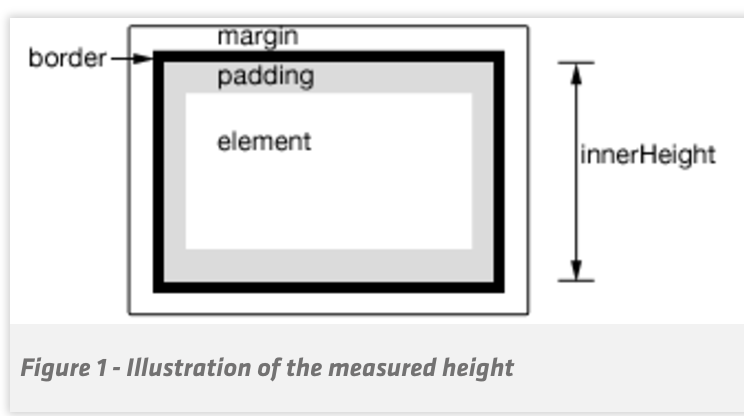 margin
border
padding
element
innerHeight
Figure 1 - Illustration of the measured height